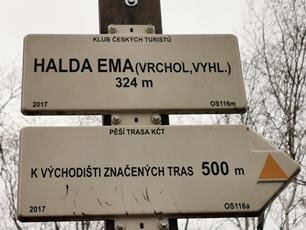 KLUB ČESKÝCH TURISTŮ
HALDA EMA (VRCHOL, VYHL.)
324 m
2017 OS116m
PĚŠÍ TRASA KČT
K VÝCHODIŠTI ZNAČENÝCH TRAS 500 m
2017 OS116a